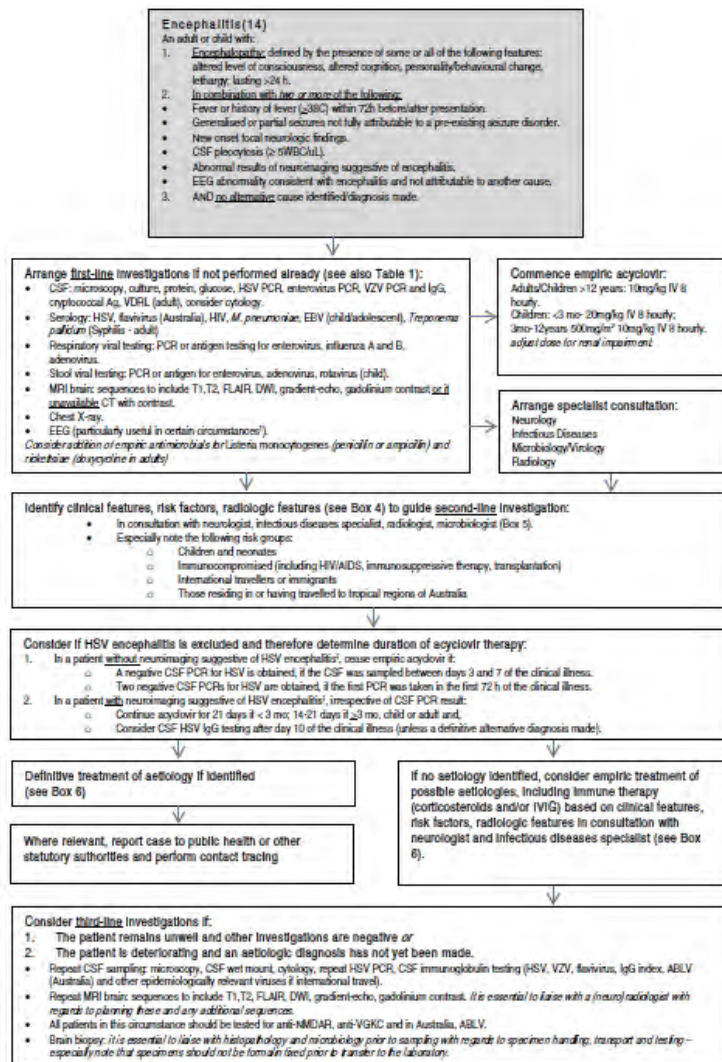 Encephalitis(14)
An adult or child with:
1. Encephalopathy: defined by the presence of some or all of the following features:
altered level of consciousness, altered cognition, personality/behavioural change,
lethargy; lasting >24 h.
2. In combination with two or more of the following:
• Fever or history of fever (≥38C) within 72h before/after presentation.
• Generalised or partial seizures not fully attributable to a pre-existing seizure disorder.
• New onset focal neurologic findings.
• CSF pleocytosis (≥ 5WBC/uL).
• Abnormal results of neuroimaging suggestive of encephalitis.
• EEG abnormality consistent with encephalitis and not attributable to another cause.
3. AND no alternative cause identified/diagnosis made.
Arrange first-line investigations if not performed already (see also Table 1):
• CSF: microscopy, culture, protein, glucose, HSV PCR, enterovirus PCR, VZV PCR and IgG,
cryptococcal Ag, VDRL (adult), consider cytology.
• Serology: HSV, flavivirus (Australia), HIV, M. pneumoniae, EBV (child/adolescent), Treponema
pallidum (Syphilis - adult)
• Respiratory viral testing: PCR or antigen testing for enterovirus, influenza A and B,
adenovirus.
• Stool viral testing: PCR or antigen for enterovirus, adenovirus, rotavirus (child).
• MRI brain: sequences to include T1,T2, FLAIR, DWI, gradient-echo, gadolinium contrast or if
unavailable CT with contrast.
• Chest X-ray.
• EEG (particularly useful in certain circumstances
Consider addition of empiric antimicrobials for Listeria monocytogenes (penicillin or ampicillin) and
rickettsiae (doxycycline in adults)
Commence empiric acyclovir:
Adults/Children >12 years: 10mg/kg IV 8
hourly.
Children: <3 mo- 20mg/kg IV 8 hourly;
3mo-12years 500mg/m² 10mg/kg IV 8 hourly.
adjust dose for renal impairment
Arrange specialist consultation:
Neurology
Infectious Diseases
Microbiology/Virology
Radiology
Identify clinical features, risk factors, radiologic features (see Box 4) to guide second-line investigation:
• In consultation with neurologist, infectious diseases specialist, radiologist, microbiologist (Box 5).
• Especially note the following risk groups:
o Children and neonates
o Immunocompromised (including HIV/AIDS, immunosuppressive therapy, transplantation)
o International travellers or immigrants
o Those residing in or having travelled to tropical regions of Australia
Consider if HSV encephalitis is excluded and therefore determine duration of acyclovir therapy:
1. In a patient without neuroimaging suggestive of HSV encephalitis, cease empiric acyclovir if:
o A negative CSF PCR for HSV is obtained, if the CSF was sampled between days 3 and 7 of the clinical illness.
o Two negative CSF PCRs for HSV are obtained, if the first PCR was taken in the first 72 h of the clinical illness.
2. In a patient with neuroimaging suggestive of HSV encephalitis, irrespective of CSF PCR result:
o Continue acyclovir for 21 days if < 3 mo; 14-21 days if ≥3 mo, child or adult and,
o Consider CSF HSV IgG testing after day 10 of the clinical illness (unless a definitive alternative diagnosis made).
Definitive treatment of aetiology if identified
(see Box 6)
If no aetiology identified, consider empiric treatment of
possible aetiologies, including immune therapy
(corticosteroids and/or IVIG) based on clinical features,
risk factors, radiologic features in consultation with
neurologist and infectious diseases specialist (see Box
6).
Where relevant, report case to public health or other
statutory authorities and perform contact tracing
Consider third-line investigations if:
1. The patient remains unwell and other investigations are negative or
2. The patient is deteriorating and an aetiologic diagnosis has not yet been made.
• Repeat CSF sampling: microscopy, CSF wet mount, cytology, repeat HSV PCR, CSF immunoglobulin testing (HSV, VZV, flavivirus, IgG index, ABLV
(Australia) and other epidemiologically relevant viruses if international travel).
• Repeat MRI brain: sequences to include T1,T2, FLAIR, DWI, gradient-echo, gadolinium contrast. It is essential to liaise with a (neuro)radiologist with
regards to planning these and any additional sequences.
• All patients in this circumstance should be tested for anti-NMDAR, anti-VGKC and in Australia, ABLV.
• Brain biopsy: it is essential to liaise with histopathology and microbiology prior to sampling with regards to specimen handling, transport and testing –
especially note that specimens should not be formalin fixed prior to transfer to the laboratory.